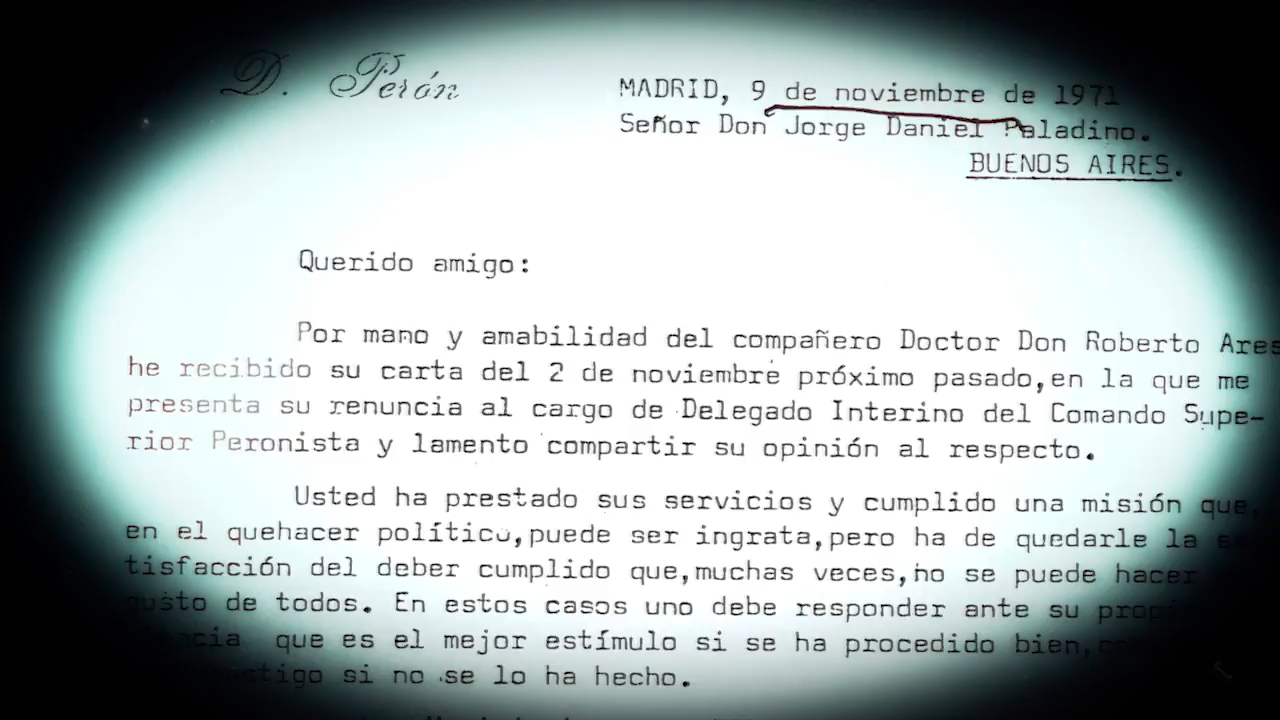 D. Perón
MADRID, 9 de noviembre de 1971
Señor Don Jorge Daniel Paladino.
BUENOS AIRES.
Querido amigo:
Por mano y amabilidad del compañero Doctor Don Roberto Ares
he recibido su carta del 2 de noviembre próximo pasado,en la que me
presenta su renuncia al cargo de Delegado Interino del Comando Supe-
rior Peronista y lamento compartir su opinión al respecto.
Usted ha prestado sus servicios y cumplido una misión que,
en el quehacer político,puede ser ingrata,pero ha de quedarle la
tisfacción del deber cumplido que,muchas veces,no se puede hacer
gusto de todos. En estos casos uno debe responder ante su
que es el mejor estímulo si se ha procedido bien,
si no se lo ha hecho.